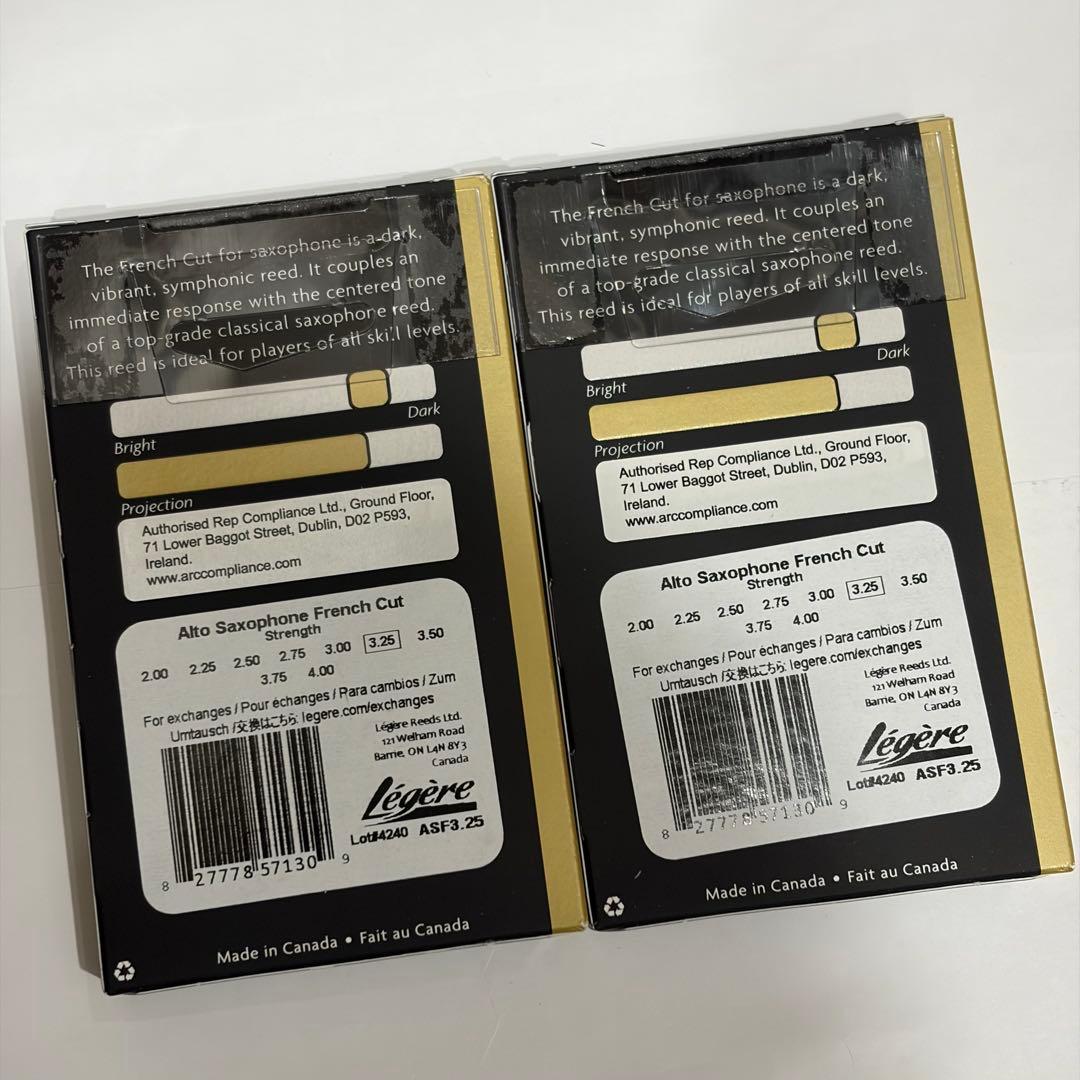 The French Cut for saxophone is a dark,
vibrant, symphonic reed. It couples an
immediate response with the centered tone
of a top-grade classical saxophone reed.
This reed is ideal for players of all skill levels.
Bright
Dark
Projection
Authorised Rep Compliance Ltd., Ground Floor,
71 Lower Baggot Street, Dublin, D02 P593,
Ireland.
www.arccompliance.com
Alto Saxophone French Cut
Strength
2.00 2.25 2.50 2.75 3.00 3.25 3.50
3.75 4.00
For exchanges / Pour échanges / Para cambios / Zum
Umtausch /交換はこちら legere.com/exchanges
Légère Reeds Ltd.
121 Welham Road
Barrie, ON L4N 8Y3
Canada
Légère
Lot#4240 ASF3.25
8 27778 57130 9
Made in Canada • Fait au Canada
The French Cut for saxophone is a dark,
vibrant, symphonic reed. It couples an
immediate response with the centered tone
of a top-grade classical saxophone reed.
This reed is ideal for players of all skill levels.
Bright
Dark
Projection
Authorised Rep Compliance Ltd., Ground Floor,
71 Lower Baggot Street, Dublin, D02 P593,
Ireland.
www.arccompliance.com
Alto Saxophone French Cut
Strength
2.00 2.25 2.50 2.75 3.00 3.25 3.50
3.75 4.00
For exchanges / Pour échanges / Para cambios / Zum
Umtausch /交換はこちら legere.com/exchanges
Légère Reeds Ltd.
121 Welham Road
Barrie, ON L4N 8Y3
Canada
Légère
Lot#4240 ASF3.25
8 27778 57130 9
Made in Canada • Fait au Canada